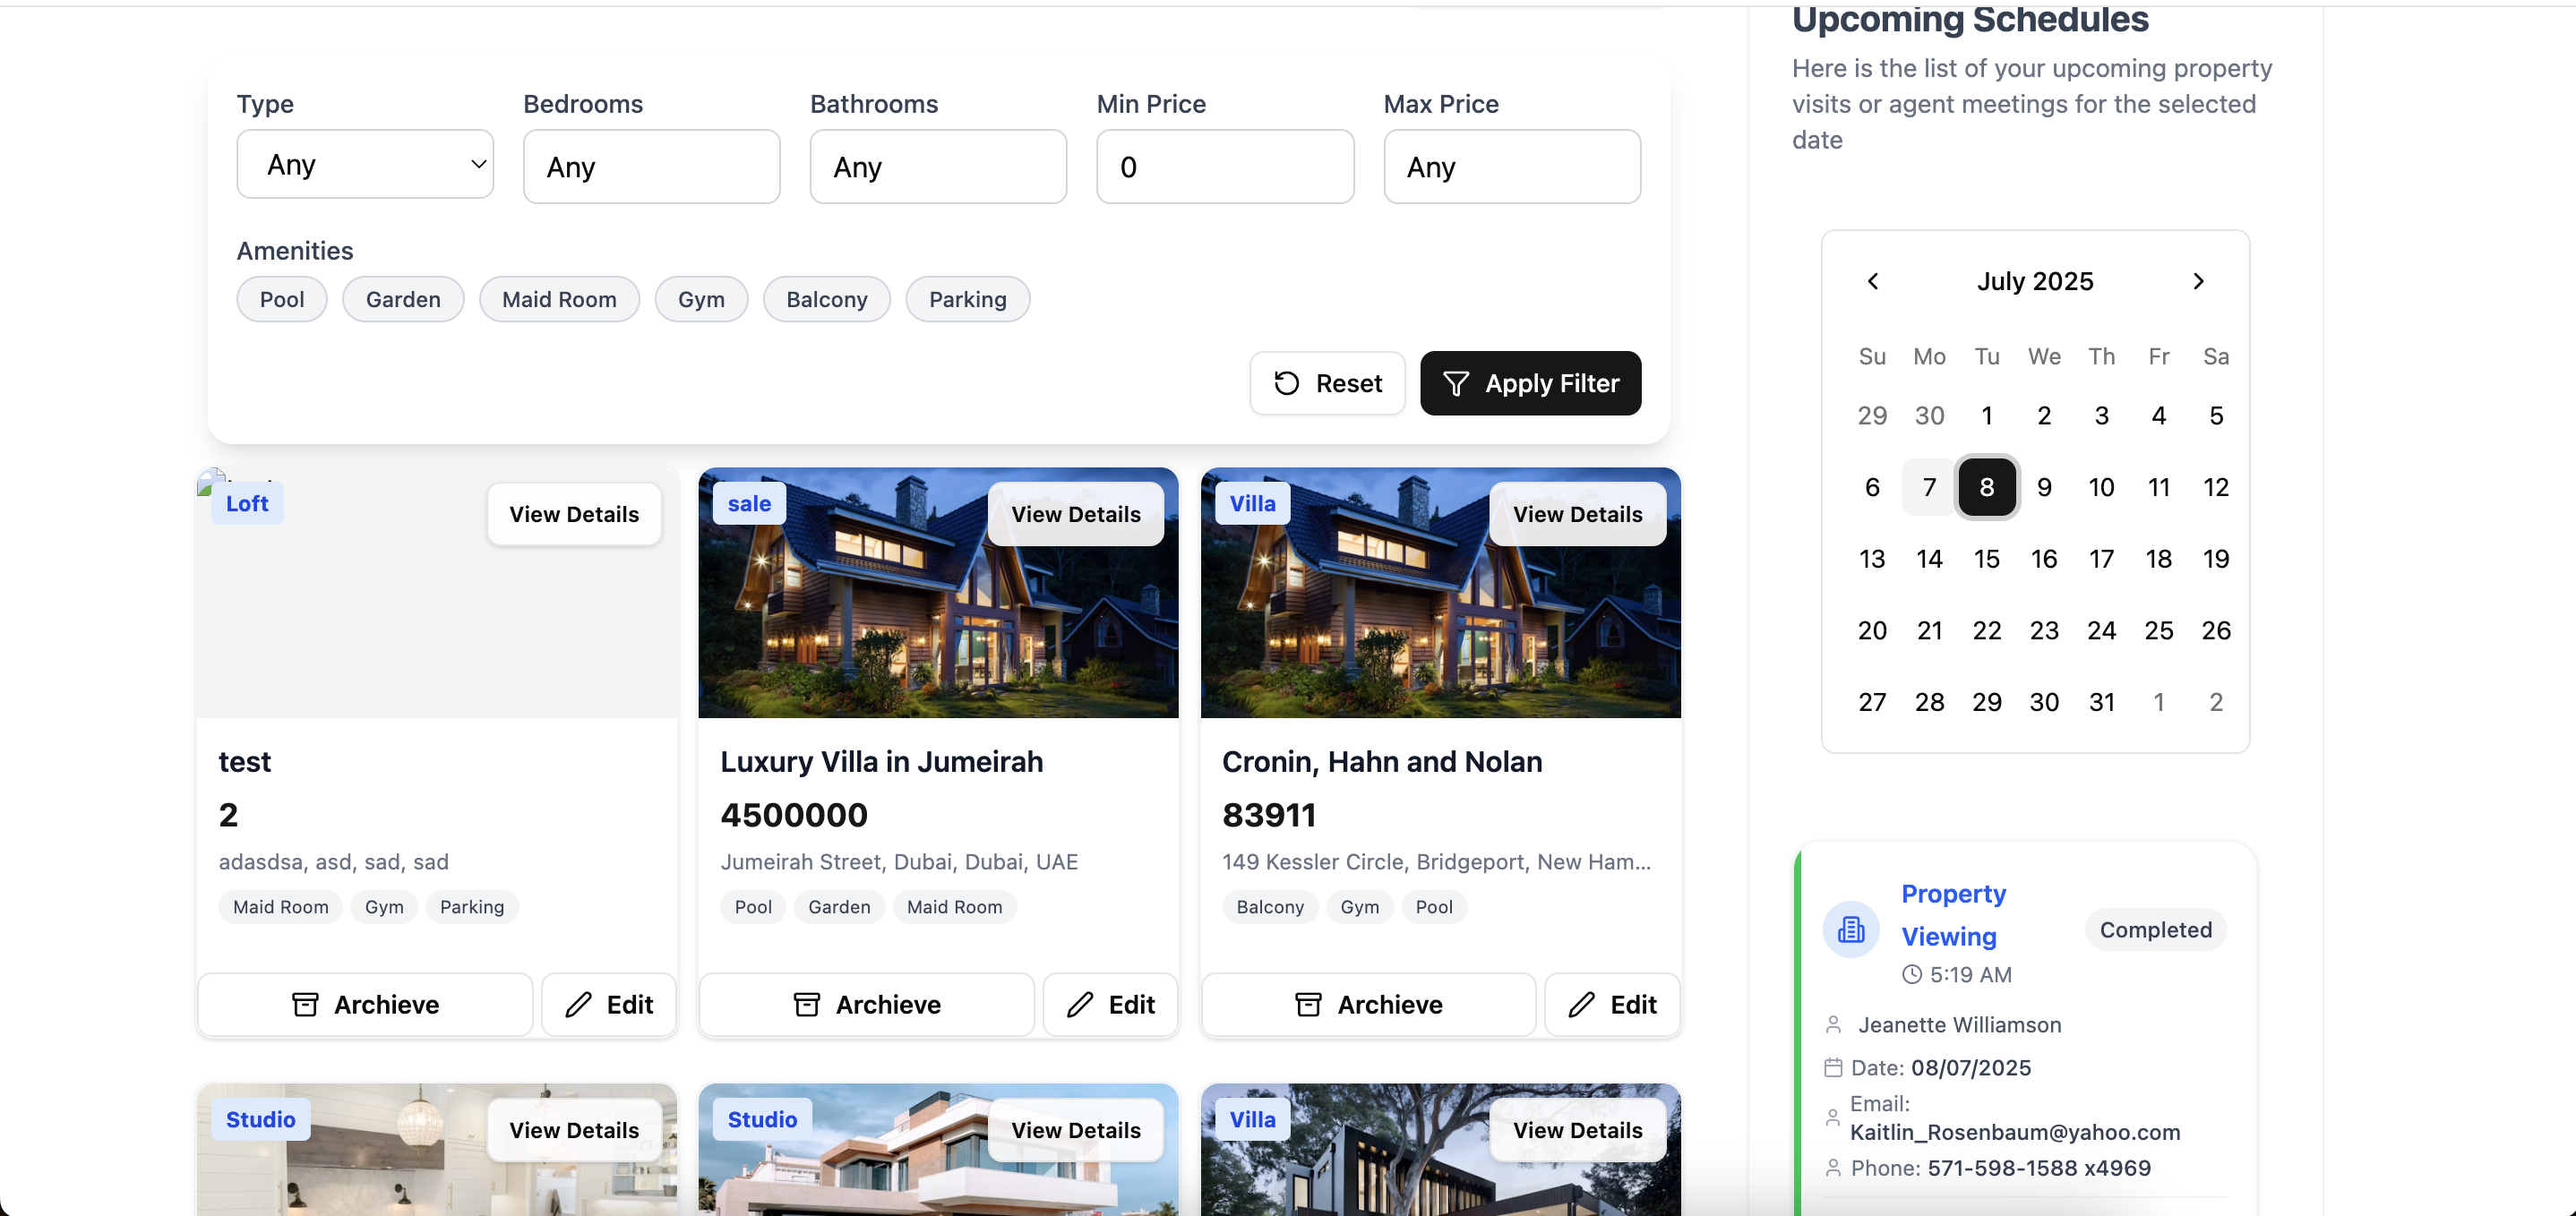 Upcoming Schedules
Here is the list of your upcoming property
visits or agent meetings for the selected
date
Type
Bedrooms
Bathrooms
Min Price
Max Price
Any
Any
Any
0
Any
Amenities
Pool
Garden
Maid Room
Gym
Balcony
Parking
Reset
Apply Filter
July 2025
Su Mo Tu We Th Fr Sa
29 30 1 2 3 4 5
6 7 8 9 10 11 12
13 14 15 16 17 18 19
20 21 22 23 24 25 26
27 28 29 30 31 1 2
Loft
View Details
test
2
adasdsa, asd, sad, sad
Maid Room
Gym
Parking
Archieve
Edit
sale
View Details
Luxury Villa in Jumeirah
4500000
Jumeirah Street, Dubai, Dubai, UAE
Pool
Garden
Maid Room
Archieve
Edit
Villa
View Details
Cronin, Hahn and Nolan
83911
149 Kessler Circle, Bridgeport, New Ham...
Balcony
Gym
Pool
Archieve
Edit
Studio
View Details
Studio
View Details
Villa
View Details
Property
Viewing
Completed
5:19 AM
Jeanette Williamson
Date: 08/07/2025
Email:
Kaitlin_Rosenbaum@yahoo.com
Phone: 571-598-1588 x4969